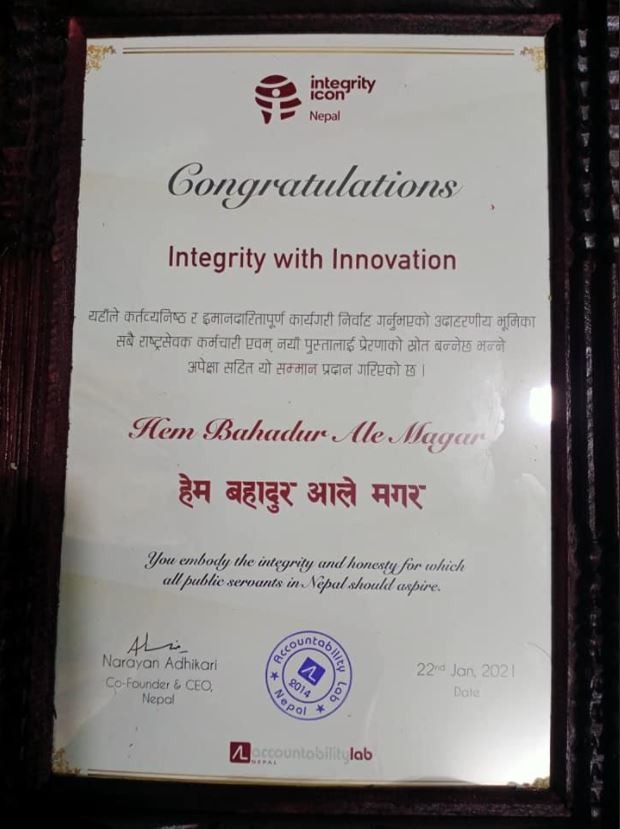 integrity
icon
Nepal
Congratulations
Integrity with Innovation
यहाँले कर्तव्यनिष्ठ र इमानदारितापूर्ण कार्यगरी निर्वाह गर्नुभएको उदाहरणीय भूमिका
सबै राष्ट्रसेवक कर्मचारी एवम् नयाँ पुस्तालाई प्रेरणाको स्रोत बन्नेछ भन्ने
अपेक्षा सहित यो सम्मान प्रदान गरिएको छ ।
Hem Bahadur Ale Magar
हेम बहादुर आले मगर
You embody the integrity and honesty for which
all public servants in Nepal should aspire.
Narayan Adhikari
Co-Founder & CEO,
Nepal
Accountability Lab
2014
Nepal
22nd Jan, 2021
Date
accountabilitylab
NEPAL